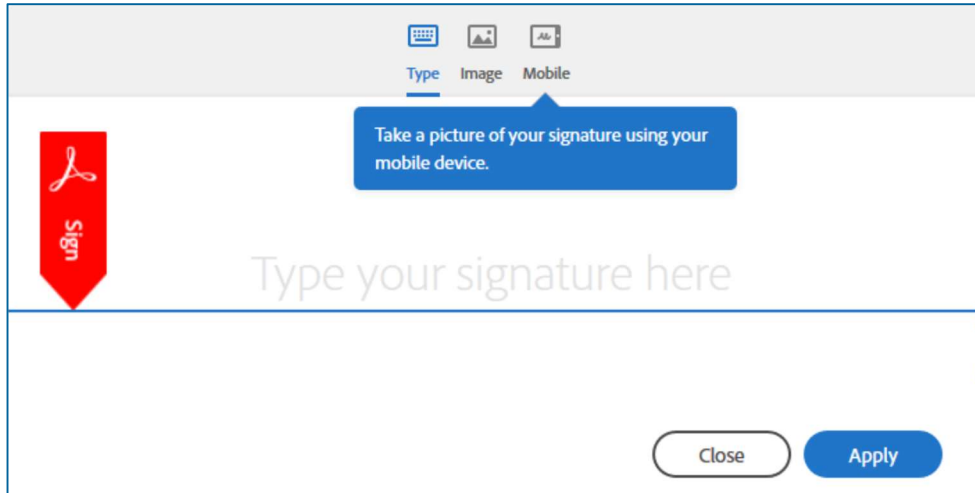 Type Image Mobile
Take a picture of your signature using your
mobile device.
Sign
Type your signature here
Close Apply